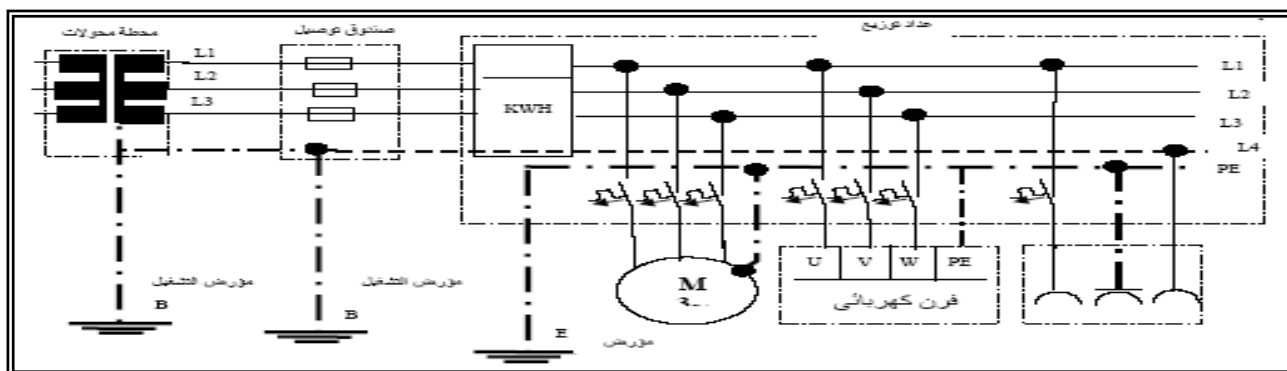 محطة محولات
صندوق توصيل
عداد توزيع
L1
L2
L3
KWH
L1
L2
L3
L4
PE
U
V
W
PE
M
فرن كهربائي
مؤرض التشغيل
B
مؤرض التشغيل
B
E
مؤرض